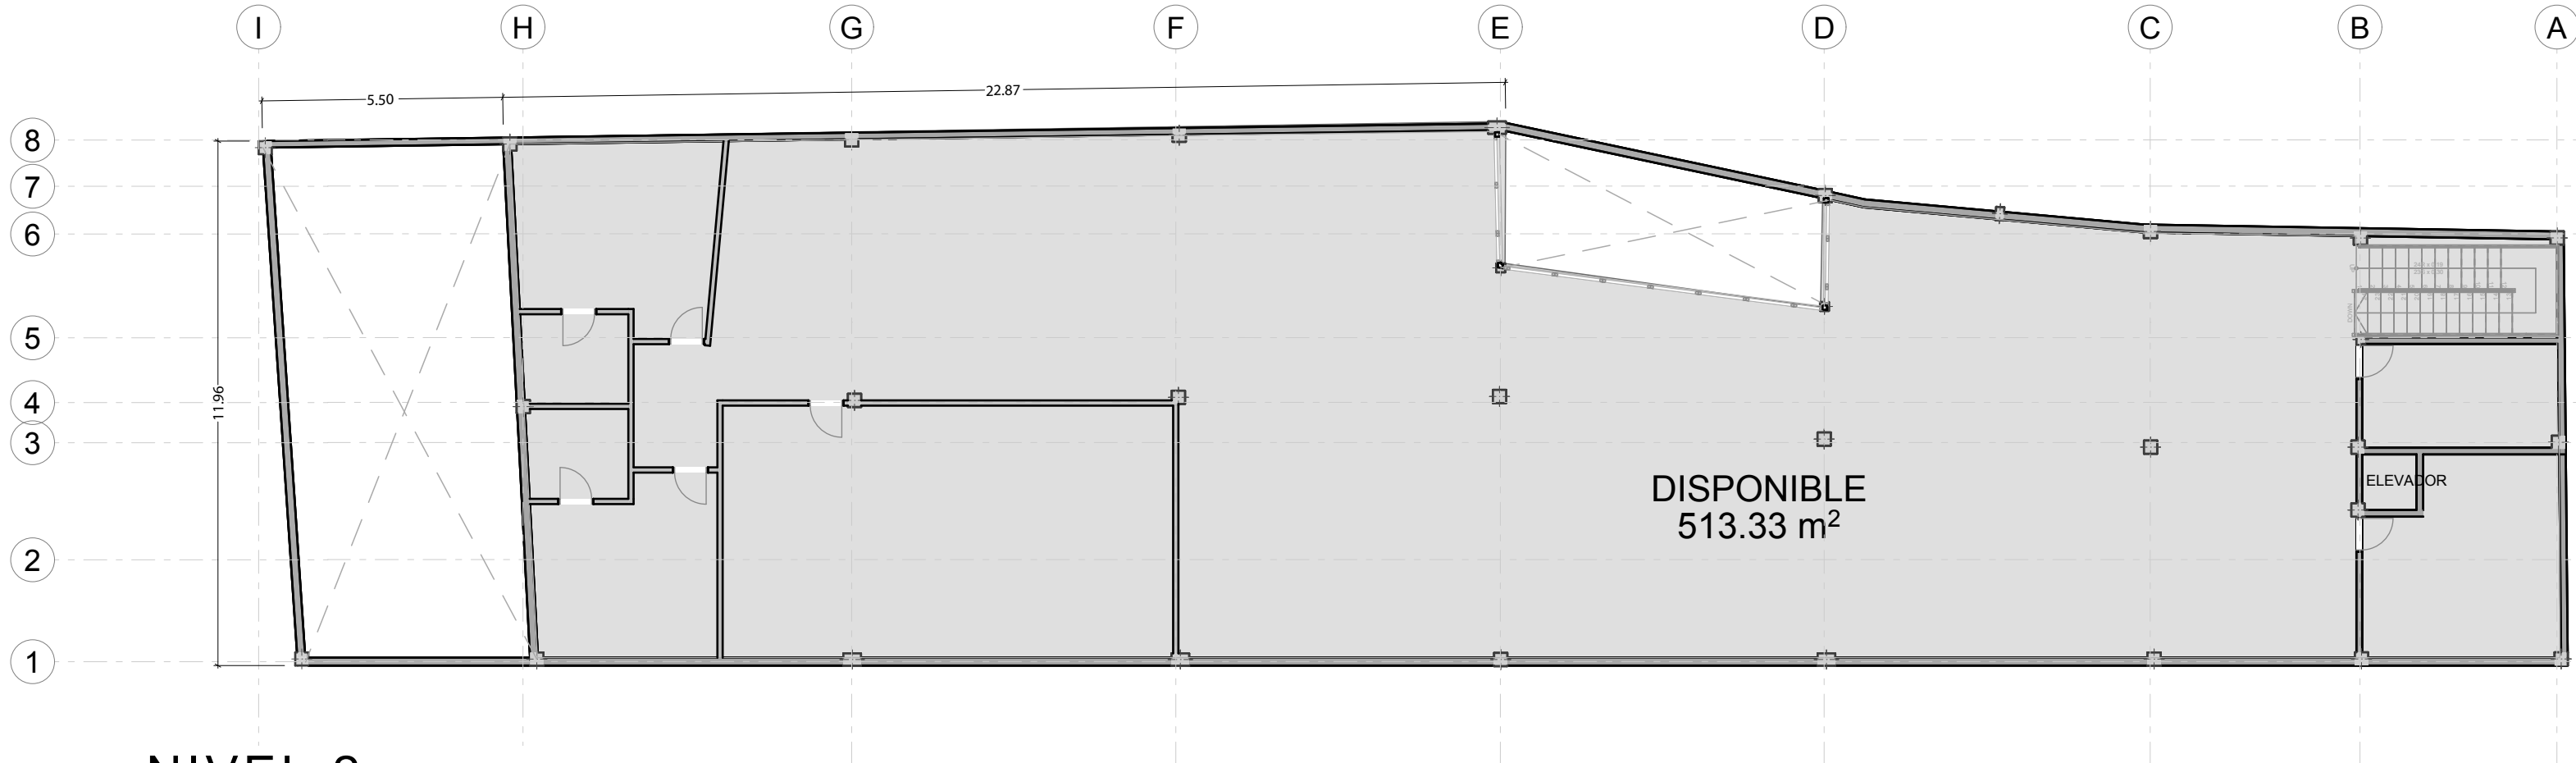 I H G F E D C B A
5.50
22.87
8
7
6
5
4
3
2
1
11.96
DISPONIBLE
513.33 m²
ELEVADOR
DOWN